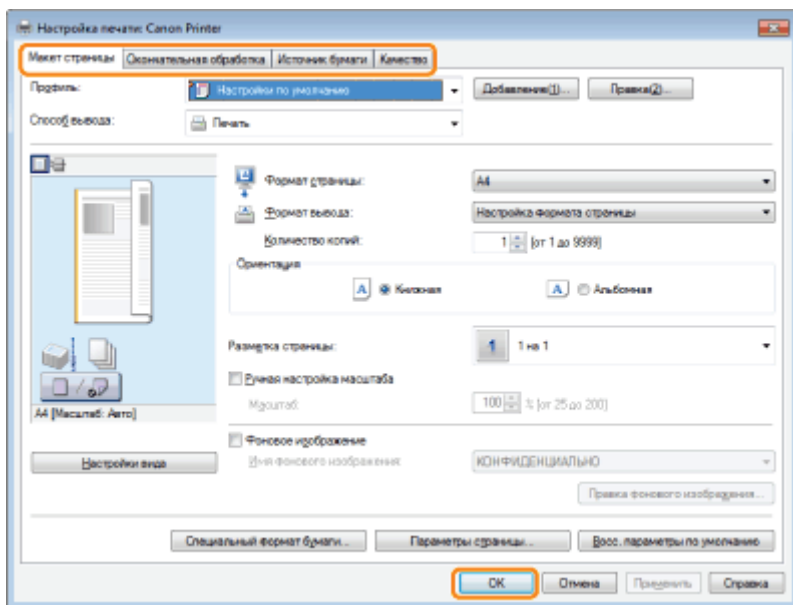 Настройка печати: Canon Printer
Макет страницы Окончательная обработка Источник бумаги Качество
Профиль: Настройки по умолчанию Добавление(1)... Правка(2)...
Способ вывода: Печать
Формат страницы: A4
Формат вывода: Настройка формата страницы
Количество копий: 1 [от 1 до 9999]
Ориентация
A Книжная A Альбомная
Разметка страницы: 1 1 на 1
Ручная настройка масштаба
Масштаб: 100 % [от 25 до 200]
A4 [Масштаб: Авто]
Фоновое изображение
Настройки вида Имя фонового изображения: КОНФИДЕНЦИАЛЬНО
Правка фонового изображения...
Специальный формат бумаги... Параметры страницы... Восс. параметры по умолчанию
OK Отмена Применить Справка